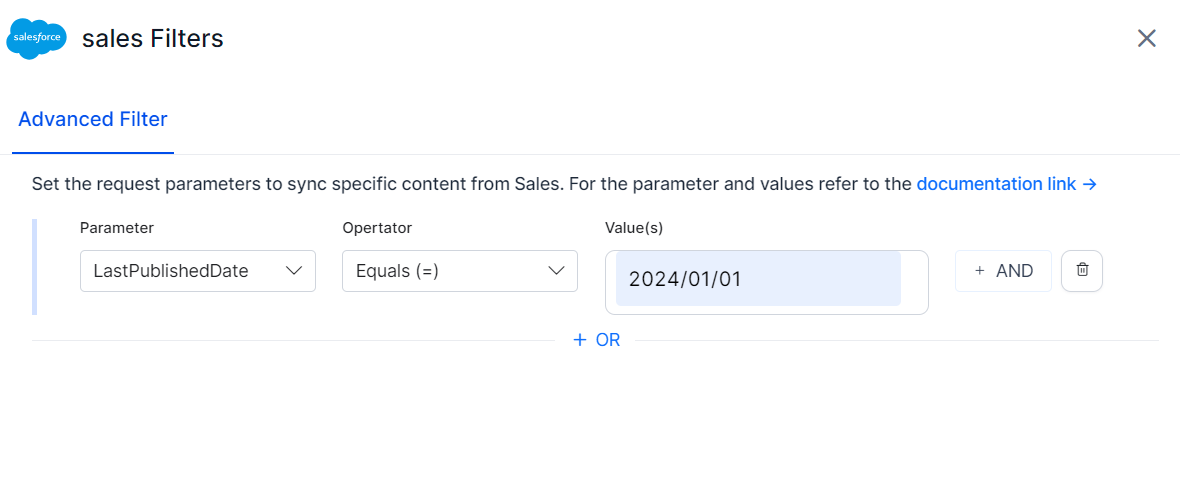 salesforce sales Filters
Advanced Filter
Set the request parameters to sync specific content from Sales. For the parameter and values refer to the documentation link →
Parameter Opertator Value(s)
LastPublishedDate Equals (=) 2024/01/01 + AND
+ OR